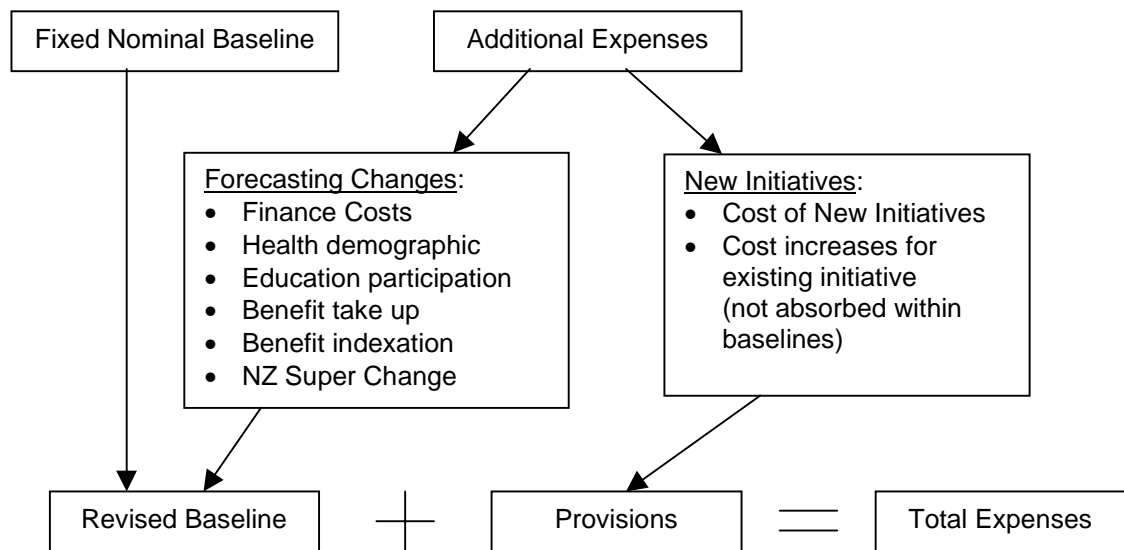 Fixed Nominal Baseline
Additional Expenses
Forecasting Changes:
• Finance Costs
• Health demographic
• Education participation
• Benefit take up
• Benefit indexation
• NZ Super Change
New Initiatives:
• Cost of New Initiatives
• Cost increases for
existing initiative
(not absorbed within
baselines)
Revised Baseline
+
Provisions
=
Total Expenses